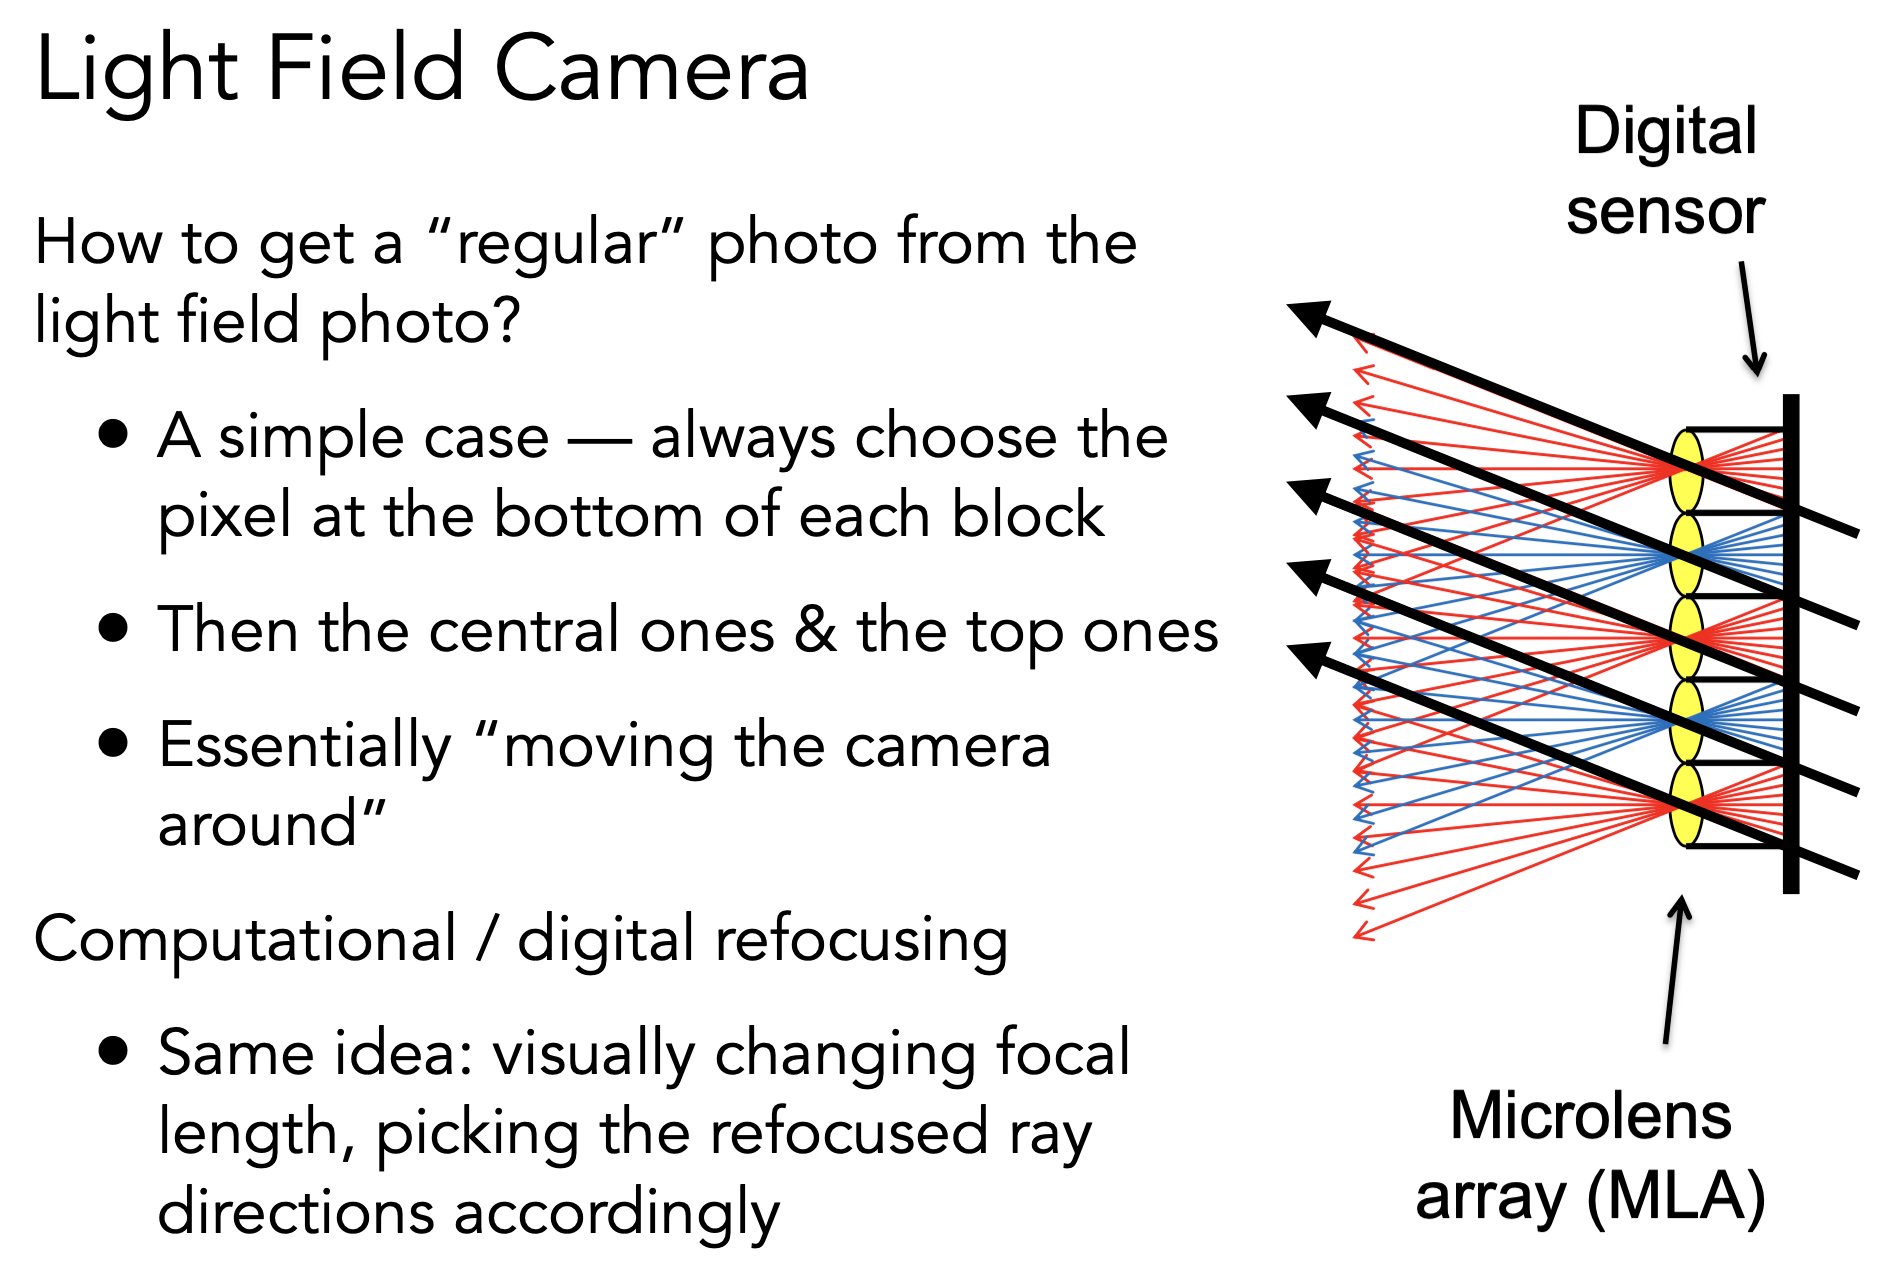 Light Field Camera
Digital
sensor
How to get a “regular” photo from the
light field photo?
• A simple case — always choose the
pixel at the bottom of each block
• Then the central ones & the top ones
• Essentially “moving the camera
around”
Computational / digital refocusing
• Same idea: visually changing focal
length, picking the refocused ray
directions accordingly
Microlens
array (MLA)